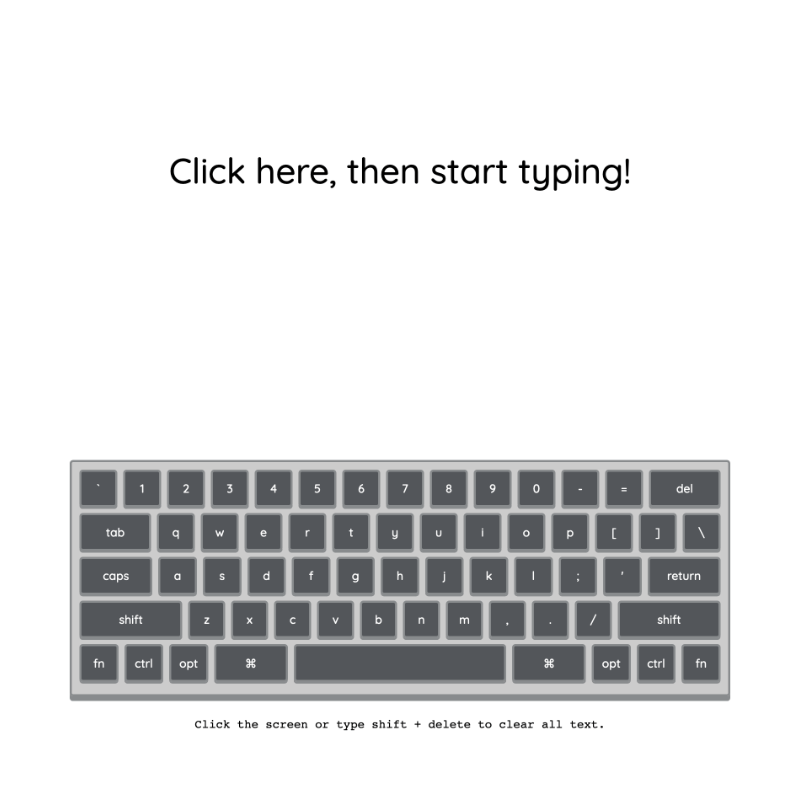 Click here, then start typing!
` 1 2 3 4 5 6 7 8 9 0 - = del
tab q w e r t y u i o p [ ] \
caps a s d f g h j k l ; ' return
shift z x c v b n m , . / shift
fn ctrl opt ⌘ ⌘ opt ctrl fn
Click the screen or type shift + delete to clear all text.